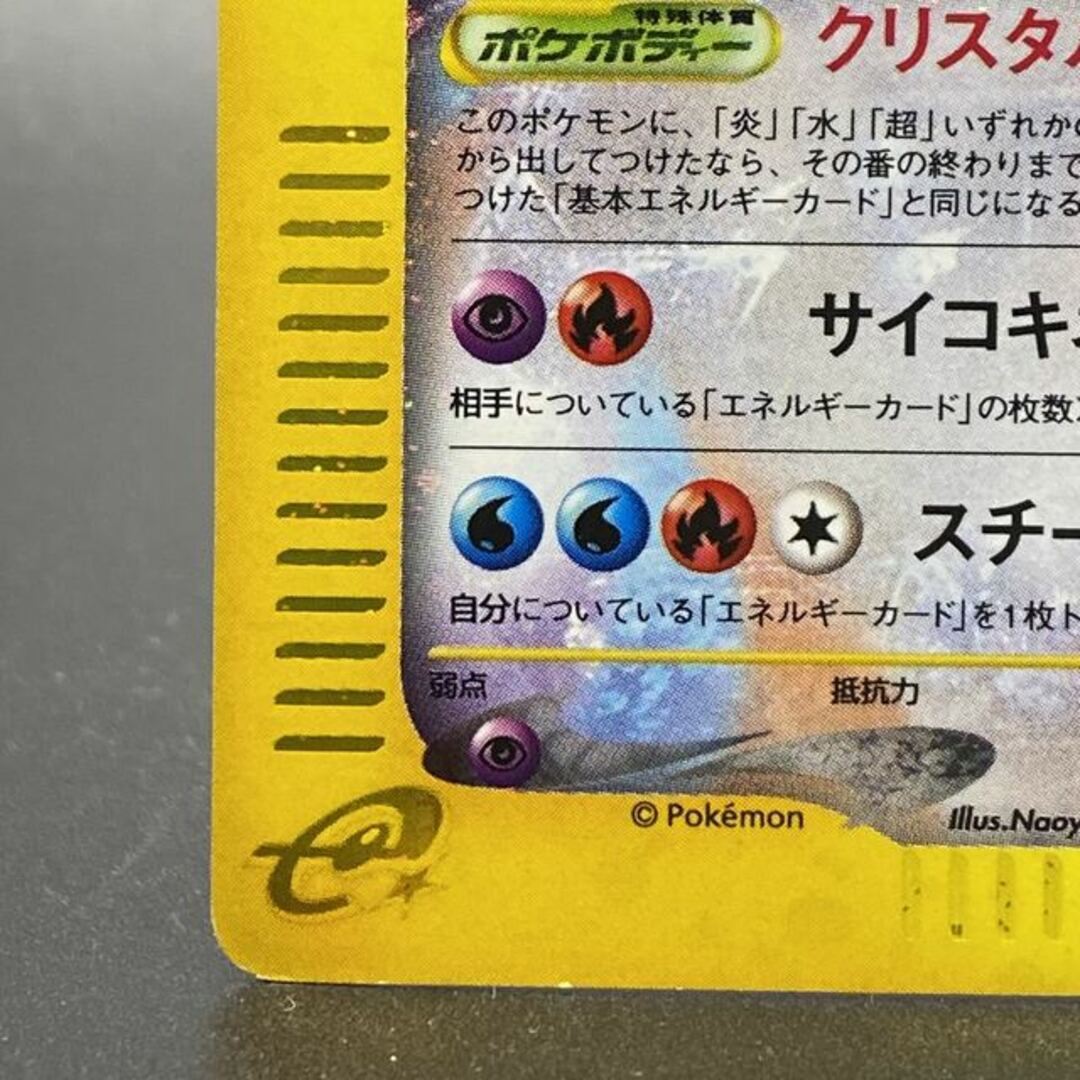 特殊体質
ポケボディー クリスタル
このポケモンに、「炎」「水」「超」いずれか
から出してつけたなら、その番の終わりまで
つけた「基本エネルギーカード」と同じになる
サイコキ
相手についている「エネルギーカード」の枚数
スチー
自分についている「エネルギーカード」を1枚ト
弱点 抵抗力
© Pokémon Illus.Naoy
e